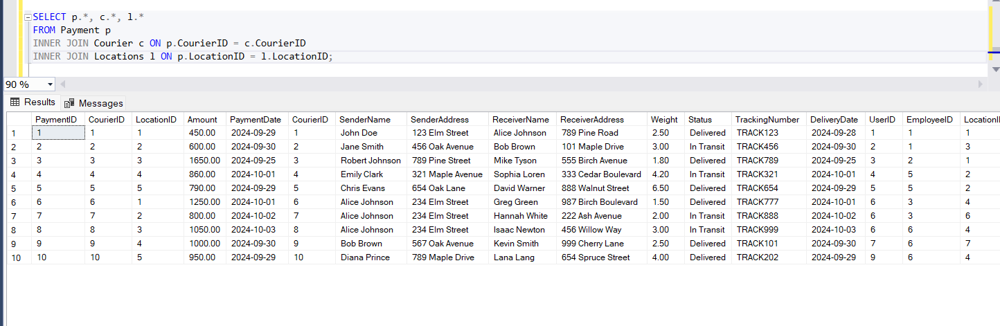 SELECT p.*, c.*, l.*
FROM Payment p
INNER JOIN Courier c ON p.CourierID = c.CourierID
INNER JOIN Locations l ON p.LocationID = l.LocationID;
90 %
Results Messages
PaymentID CourierID LocationID Amount PaymentDate CourierID SenderName SenderAddress ReceiverName ReceiverAddress Weight Status TrackingNumber DeliveryDate UserID EmployeeID LocationI
1 1 1 1 450.00 2024-09-29 1 John Doe 123 Elm Street Alice Johnson 789 Pine Road 2.50 Delivered TRACK123 2024-09-28 1 1 1
2 2 2 2 600.00 2024-09-30 2 Jane Smith 456 Oak Avenue Bob Brown 101 Maple Drive 3.00 In Transit TRACK456 2024-09-30 2 1 3
3 3 3 3 1650.00 2024-09-25 3 Robert Johnson 789 Pine Street Mike Tyson 555 Birch Avenue 1.80 Delivered TRACK789 2024-09-25 3 2 1
4 4 4 4 860.00 2024-10-01 4 Emily Clark 321 Maple Avenue Sophia Loren 333 Cedar Boulevard 4.20 In Transit TRACK321 2024-10-01 4 5 2
5 5 5 5 790.00 2024-09-29 5 Chris Evans 654 Oak Lane David Warner 888 Walnut Street 6.50 Delivered TRACK654 2024-09-29 5 5 2
6 6 6 1 1250.00 2024-10-01 6 Alice Johnson 234 Elm Street Greg Green 987 Birch Boulevard 1.50 Delivered TRACK777 2024-10-01 6 3 4
7 7 7 2 800.00 2024-10-02 7 Alice Johnson 234 Elm Street Hannah White 222 Ash Avenue 2.00 In Transit TRACK888 2024-10-02 6 3 6
8 8 8 3 1050.00 2024-10-03 8 Alice Johnson 234 Elm Street Isaac Newton 456 Willow Way 3.00 In Transit TRACK999 2024-10-03 6 6 4
9 9 9 4 1000.00 2024-09-30 9 Bob Brown 567 Oak Avenue Kevin Smith 999 Cherry Lane 2.50 Delivered TRACK101 2024-09-30 7 6 7
10 10 10 5 950.00 2024-09-29 10 Diana Prince 789 Maple Drive Lana Lang 654 Spruce Street 4.00 Delivered TRACK202 2024-09-29 9 6 4